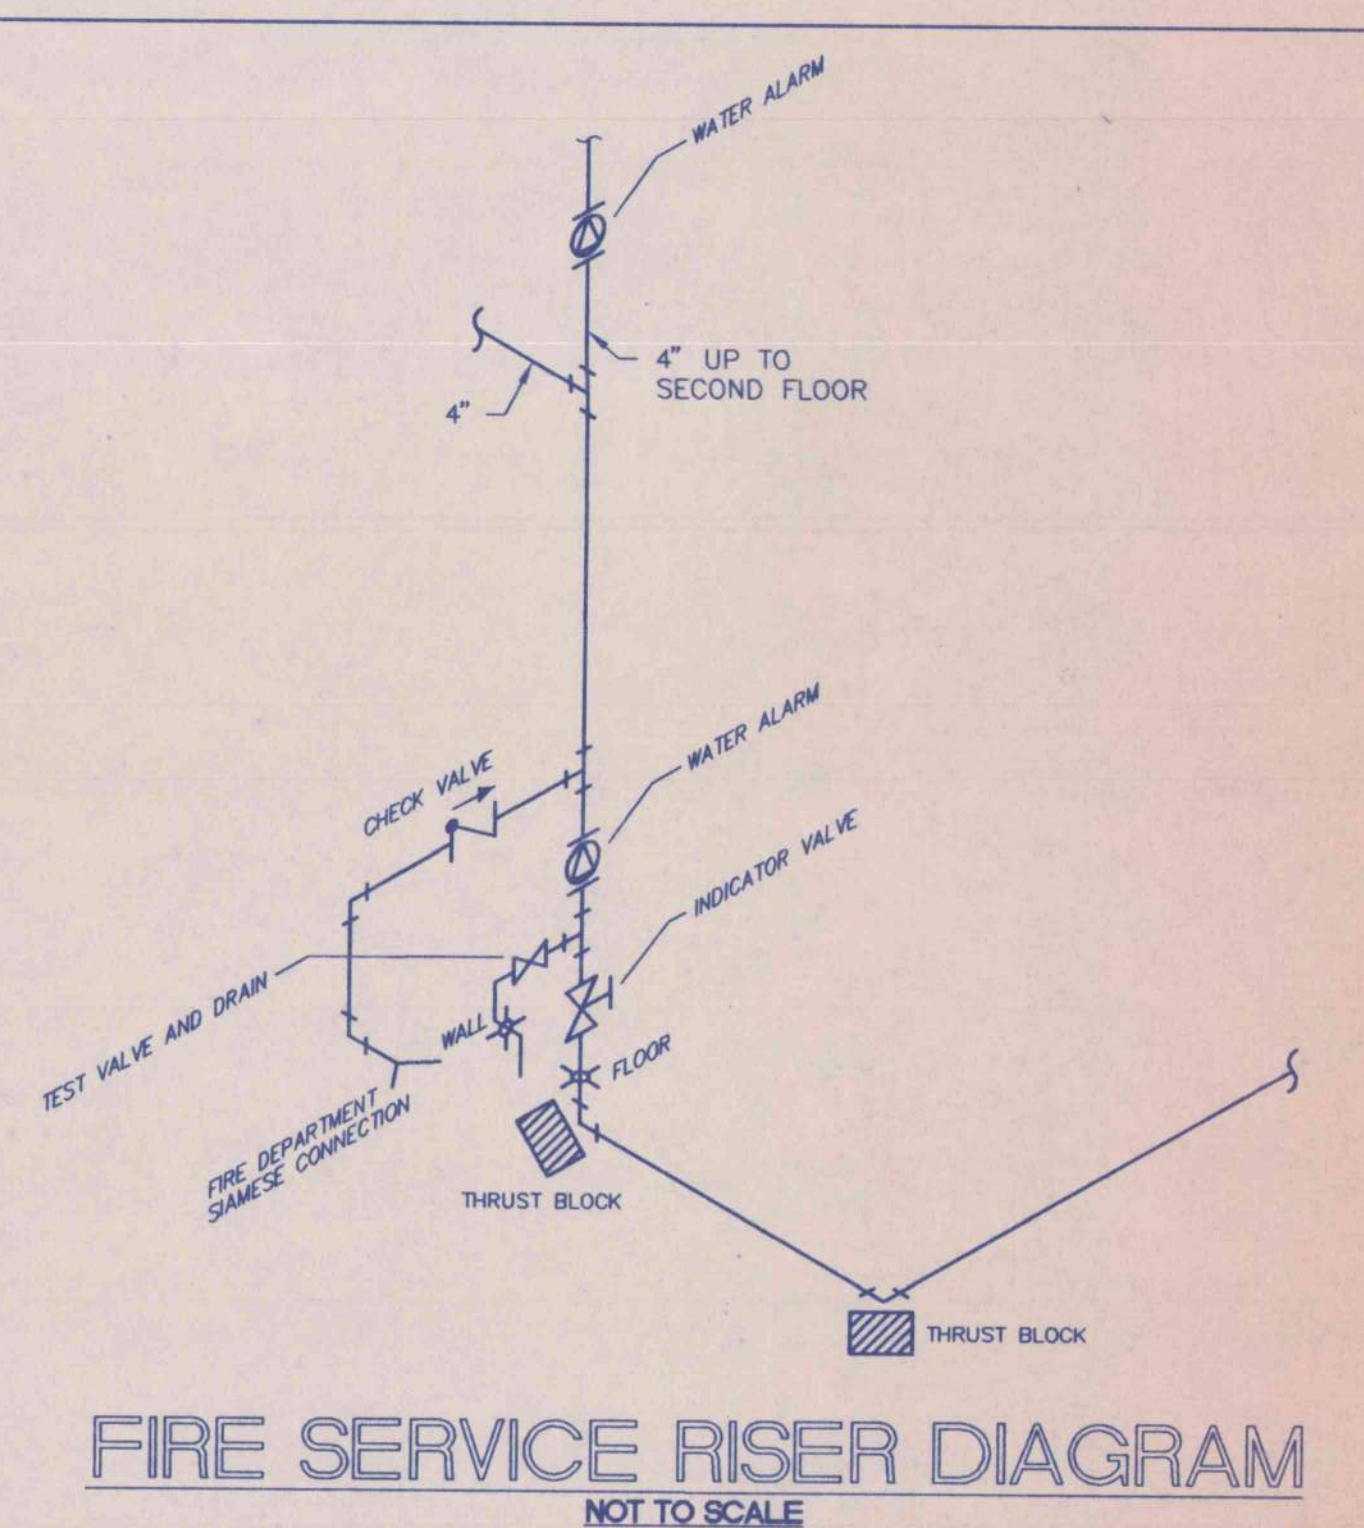 WATER ALARM
4" UP TO
SECOND FLOOR
4"
WATER ALARM
CHECK VALVE
INDICATOR VALVE
TEST VALVE AND DRAIN
WALL
FLOOR
FIRE DEPARTMENT
SIAMESE CONNECTION
THRUST BLOCK
THRUST BLOCK
FIRE SERVICE RISER DIAGRAM
NOT TO SCALE